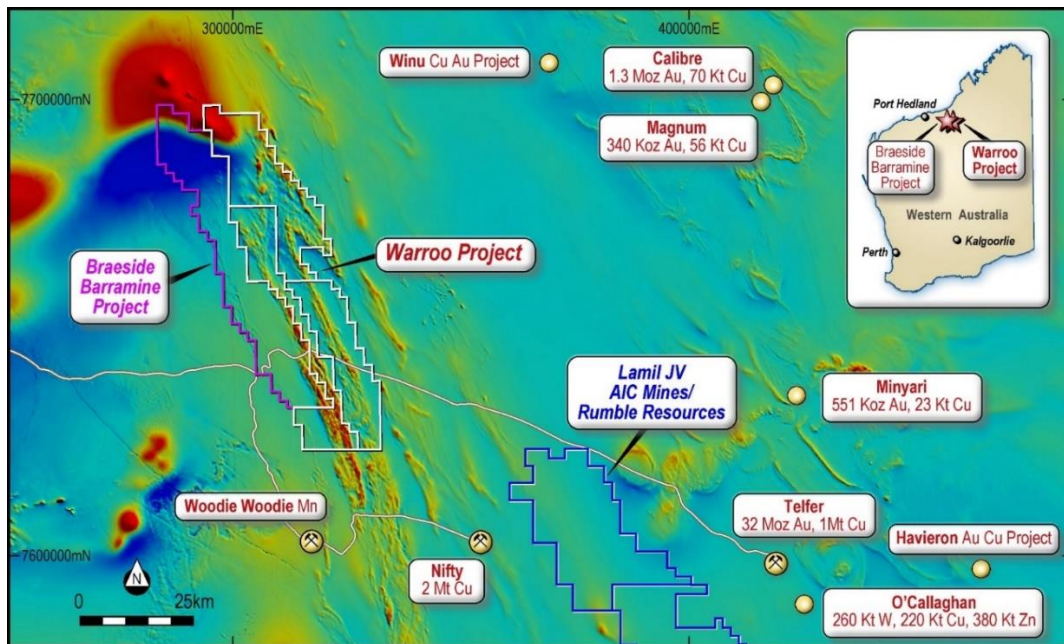 300000mE
400000mE
7700000mN
Winu Cu Au Project
Calibre
1.3 Moz Au, 70 Kt Cu
Magnum
340 Koz Au, 56 Kt Cu
Port Hedland
Braeside
Barramine
Project
Warroo
Project
Western Australia
Perth
Kalgoorlie
Braeside
Barramine
Project
Warroo Project
Lamil JV
AIC Mines/
Rumble Resources
Minyari
551 Koz Au, 23 Kt Cu
Woodie Woodie Mn
Telfer
32 Moz Au, 1Mt Cu
7600000mN
Nifty
2 Mt Cu
Havieron Au Cu Project
N
0 25km
O'Callaghan
260 Kt W, 220 Kt Cu, 380 Kt Zn